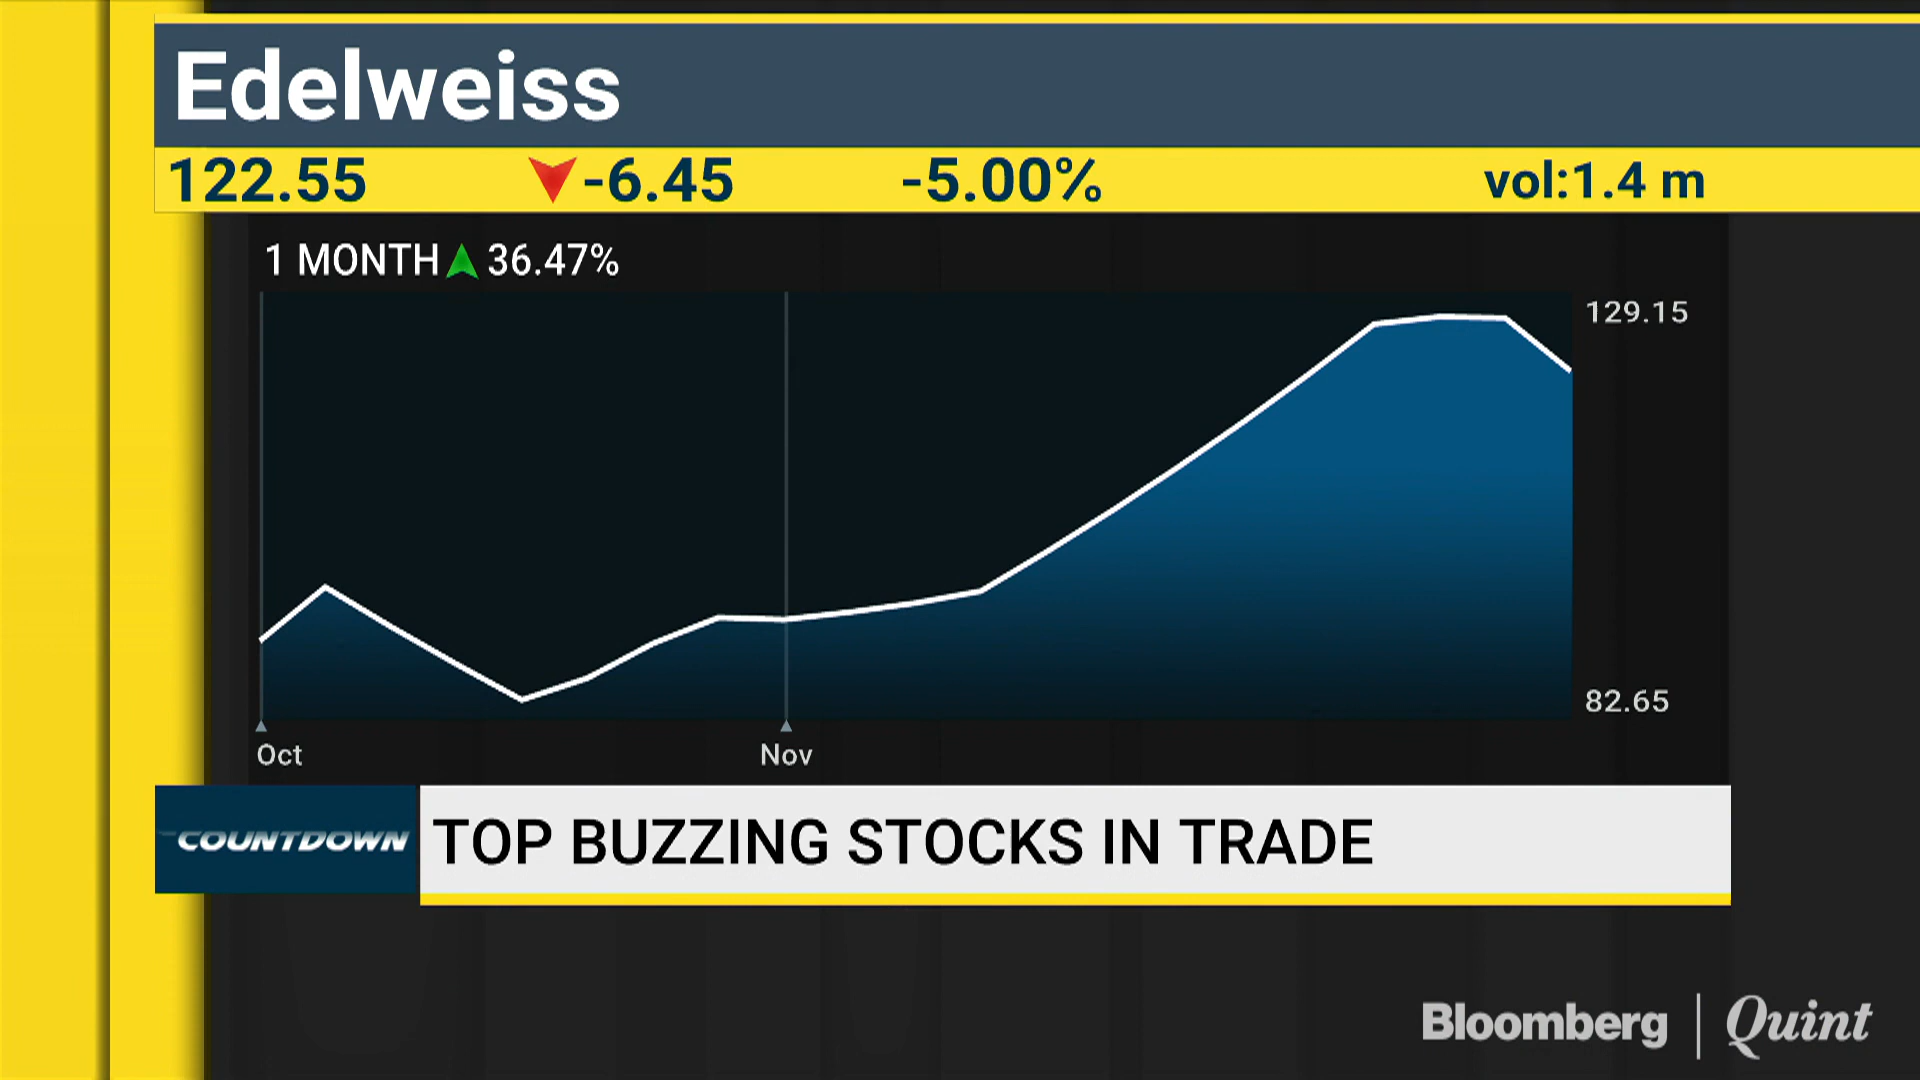 Edelweiss
122.55 -6.45 -5.00% vol:1.4 m
1 MONTH 36.47%
129.15
82.65
Oct Nov
COUNTDOWN TOP BUZZING STOCKS IN TRADE
Bloomberg | Quint